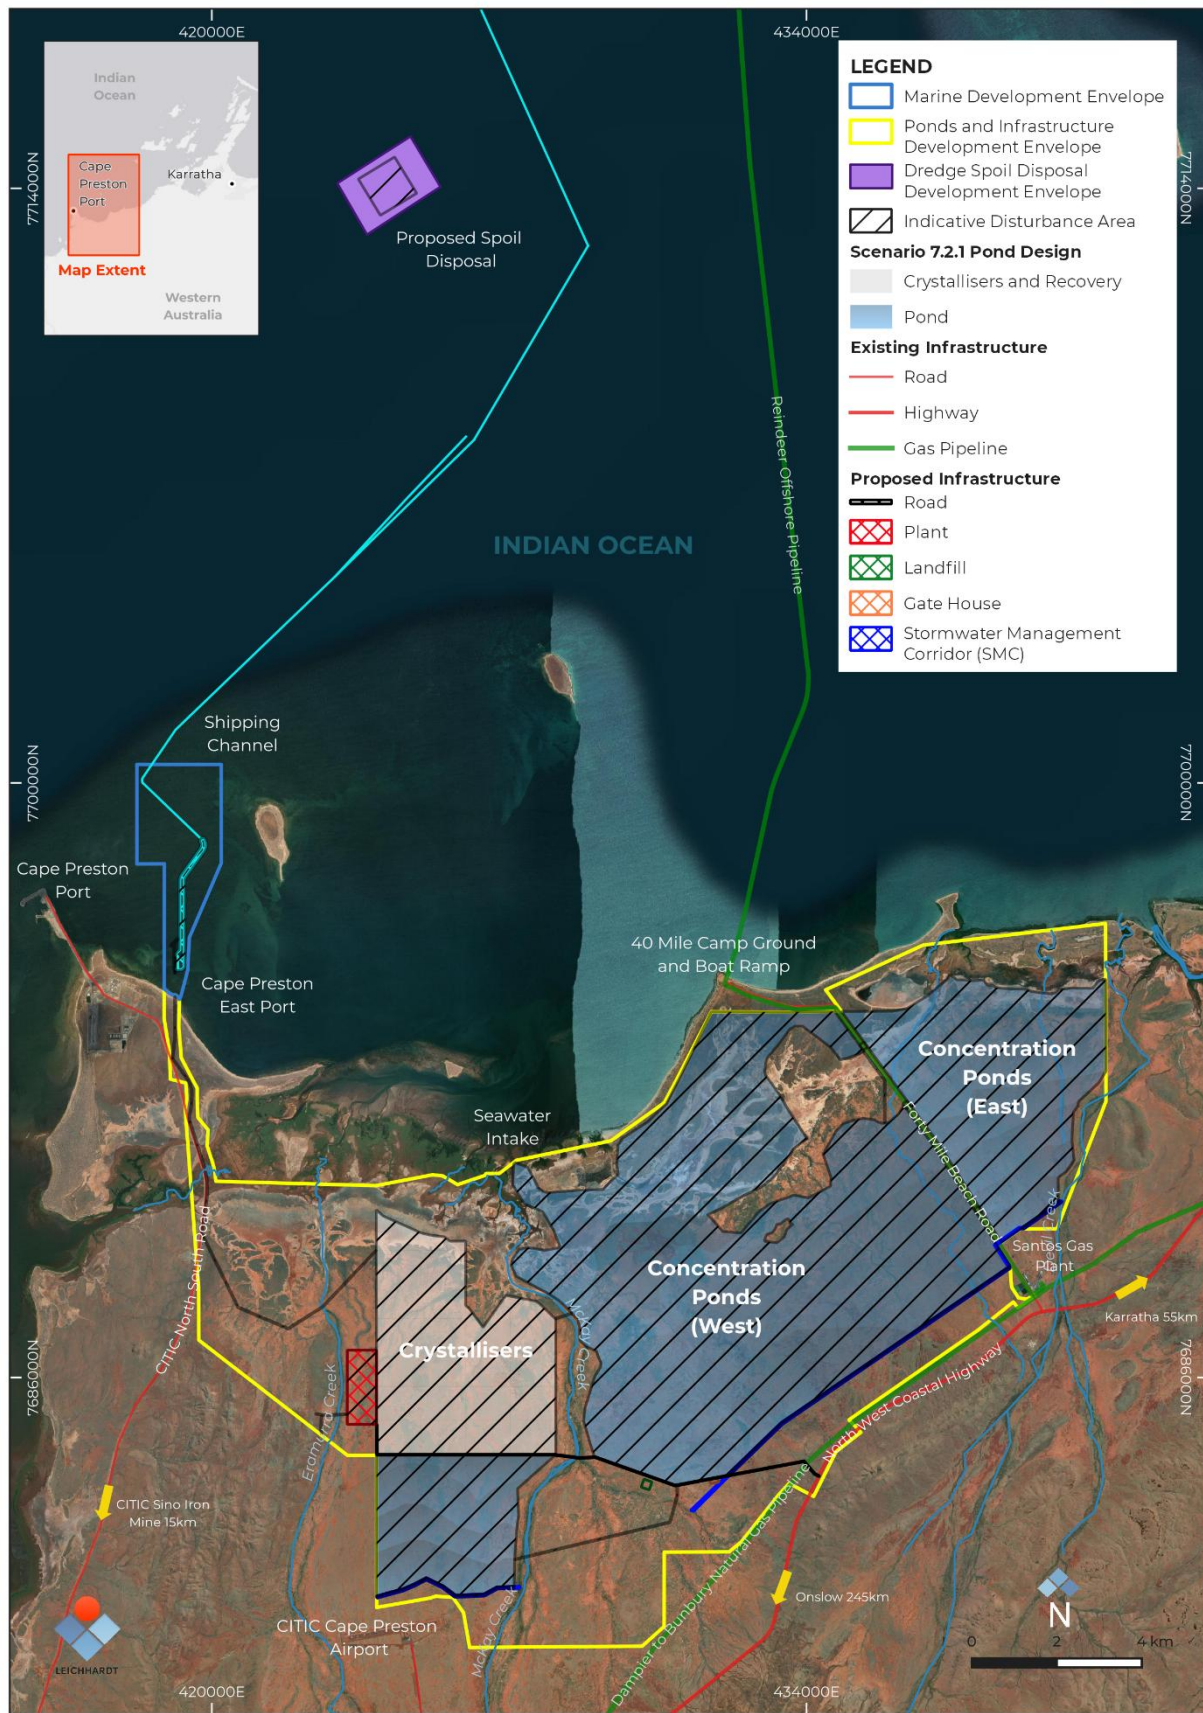 420000E
434000E
Indian
Ocean
Cape
Preston
Port
Karratha
Map Extent
Western
Australia
7714000N
7714000N
LEGEND
Marine Development Envelope
Ponds and Infrastructure
Development Envelope
Dredge Spoil Disposal
Development Envelope
Indicative Disturbance Area
Scenario 7.2.1 Pond Design
Crystallisers and Recovery
Pond
Existing Infrastructure
Road
Highway
Gas Pipeline
Proposed Infrastructure
Road
Plant
Landfill
Gate House
Stormwater Management
Corridor (SMC)
Proposed Spoil
Disposal
Reindeer Offshore Pipeline
INDIAN OCEAN
Shipping
Channel
7700000N
7700000N
Cape Preston
Port
Cape Preston
East Port
40 Mile Camp Ground
and Boat Ramp
Concentration
Ponds
(East)
Seawater
Intake
Forty Mile Beach Road
CITIC North South Road
Santos Gas
Plant
Creek
Concentration
Ponds
(West)
McKay Creek
Karratha 55km
Crystallisers
7686000N
7686000N
Eramurra Creek
North West Coastal Highway
CITIC Sino Iron
Mine 15km
Dampier to Bunbury Natural Gas Pipeline
Onslow 245km
McKay Creek
CITIC Cape Preston
Airport
LEICHHARDT
N
0 2 4 km
420000E
434000E